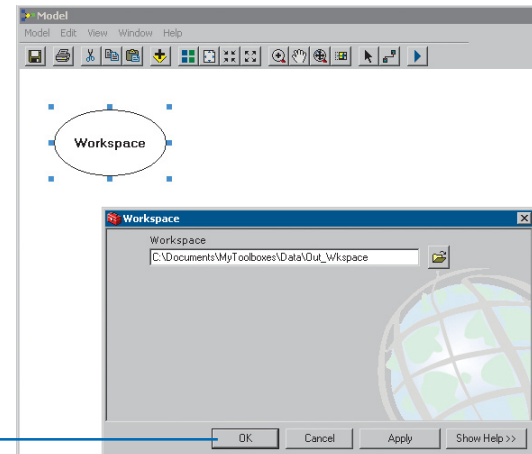 Model
Model Edit View Window Help
Workspace
Workspace
Workspace
C:\Documents\MyToolboxes\Data\Out_Wkspace
OK Cancel Apply Show Help >>